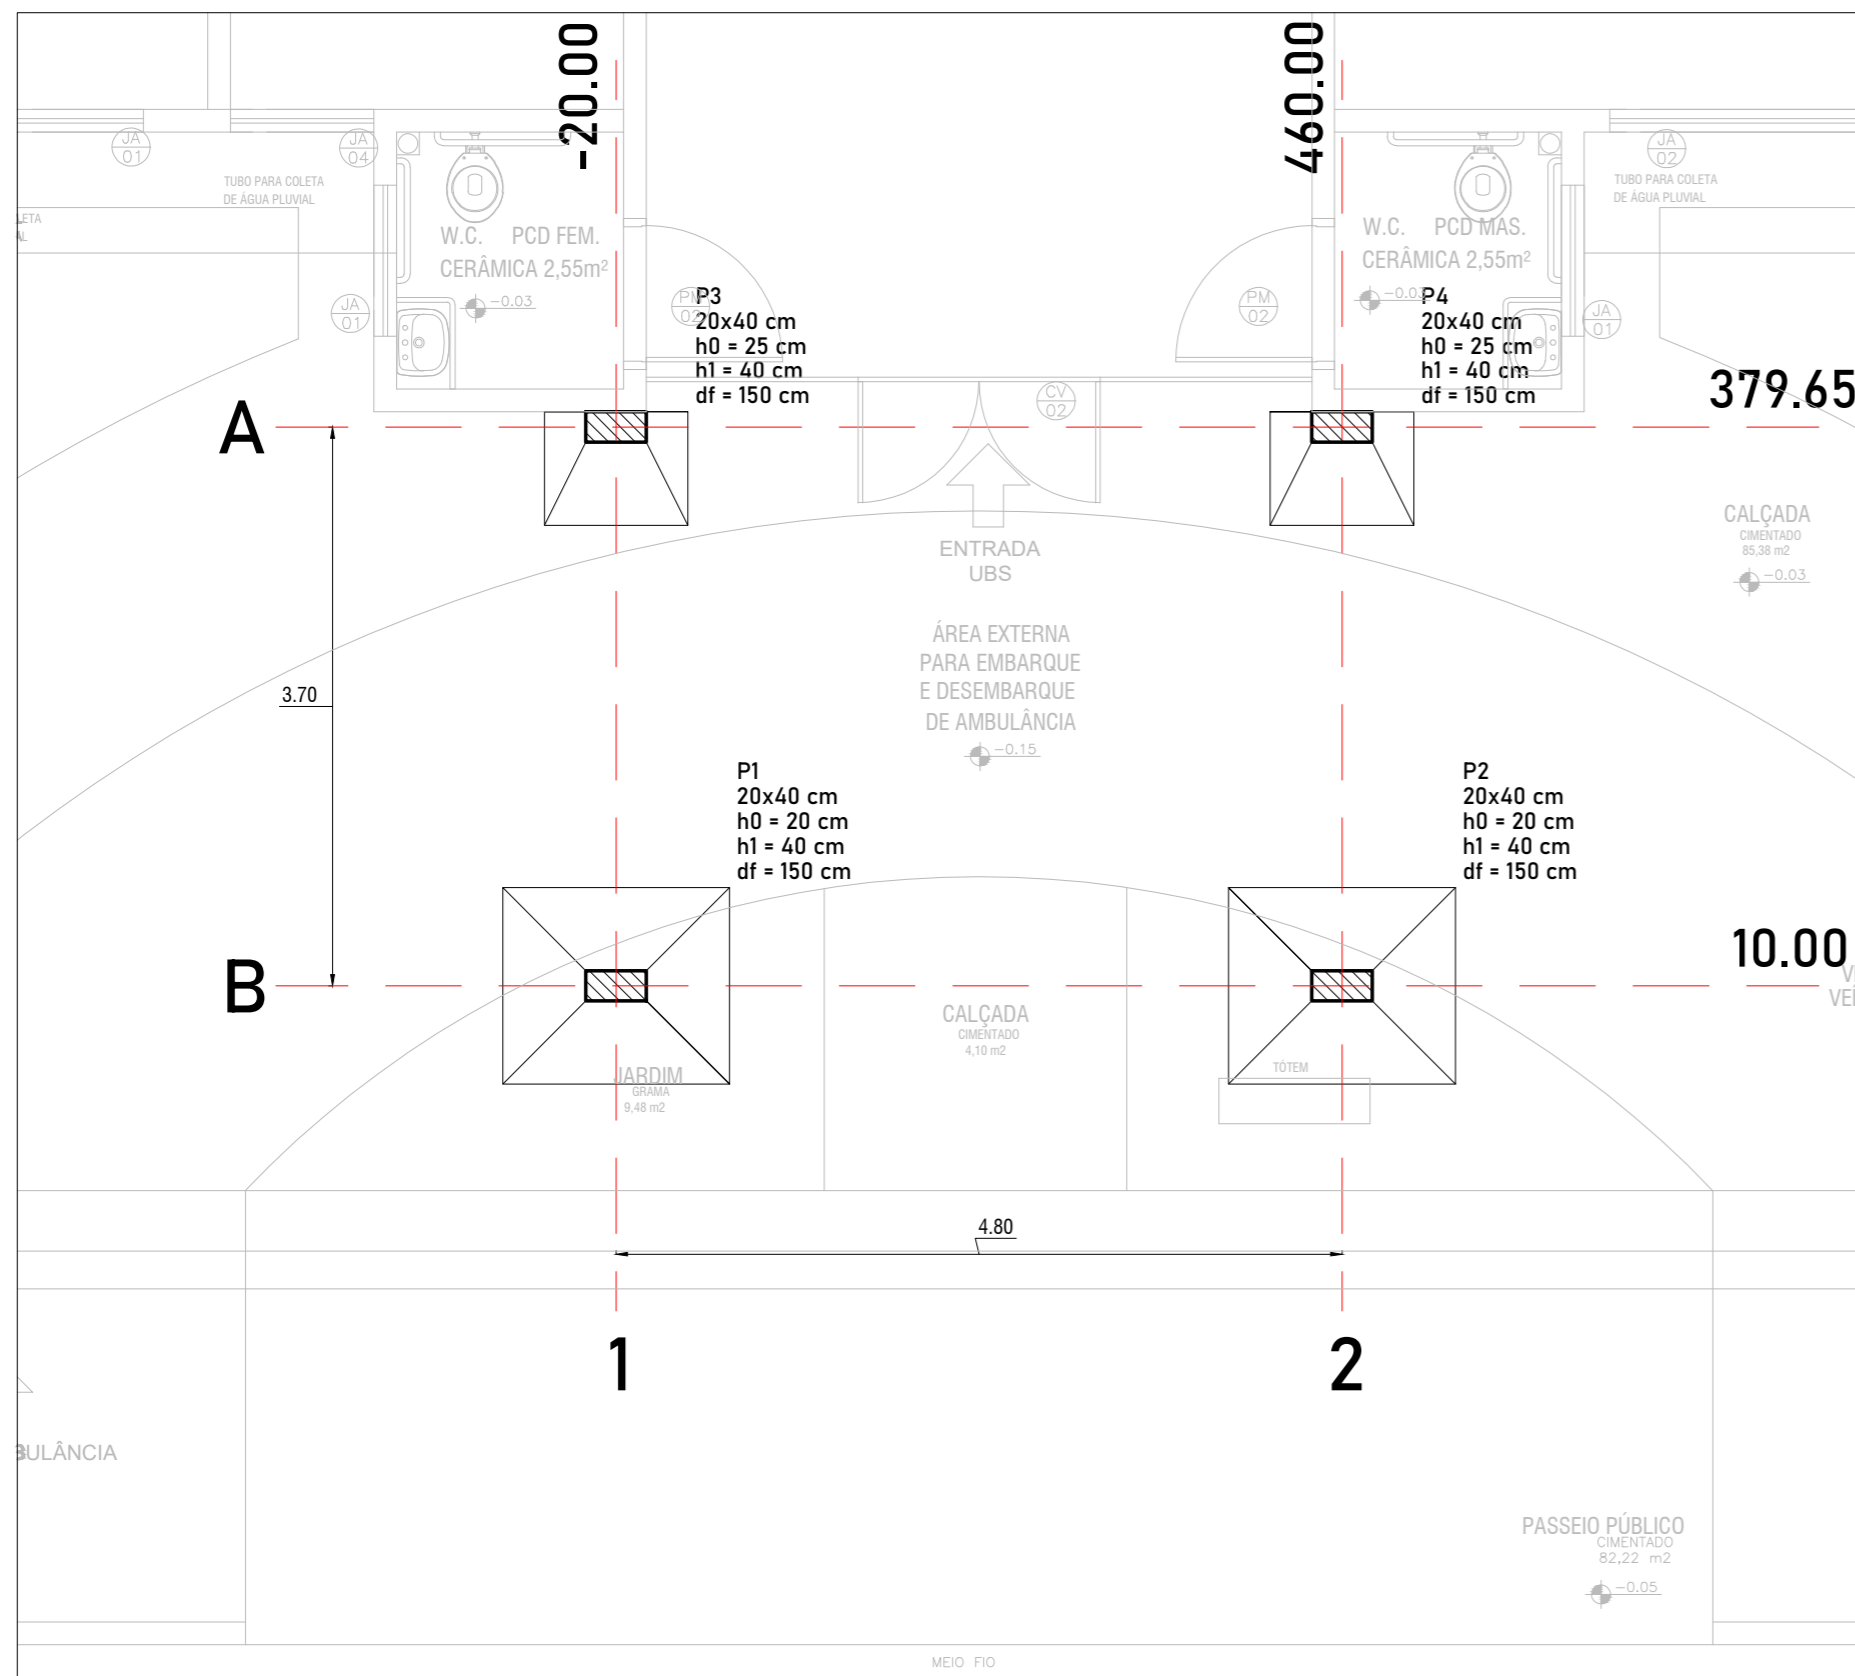 -20.00
460.00
JA
01
JA
04
TUBO PARA COLETA
DE ÁGUA PLUVIAL
W.C. PCD FEM.
CERÂMICA 2,55m²
-0.03
JA
01
PM
02
P3
20x40 cm
h0 = 25 cm
h1 = 40 cm
df = 150 cm
CV
02
PM
02
W.C. PCD MAS.
CERÂMICA 2,55m²
-0.03
P4
20x40 cm
h0 = 25 cm
h1 = 40 cm
df = 150 cm
JA
02
TUBO PARA COLETA
DE ÁGUA PLUVIAL
JA
01
379.65
A
ENTRADA
UBS
CALÇADA
CIMENTADO
85,38 m2
-0.03
ÁREA EXTERNA
PARA EMBARQUE
E DESEMBARQUE
DE AMBULÂNCIA
-0.15
3.70
P1
20x40 cm
h0 = 20 cm
h1 = 40 cm
df = 150 cm
P2
20x40 cm
h0 = 20 cm
h1 = 40 cm
df = 150 cm
10.00
B
CALÇADA
CIMENTADO
4,10 m2
JARDIM
GRAMA
9,48 m2
TÓTEM
4.80
1
2
BULÂNCIA
PASSEIO PÚBLICO
CIMENTADO
82,22 m2
-0.05
MEIO FIO